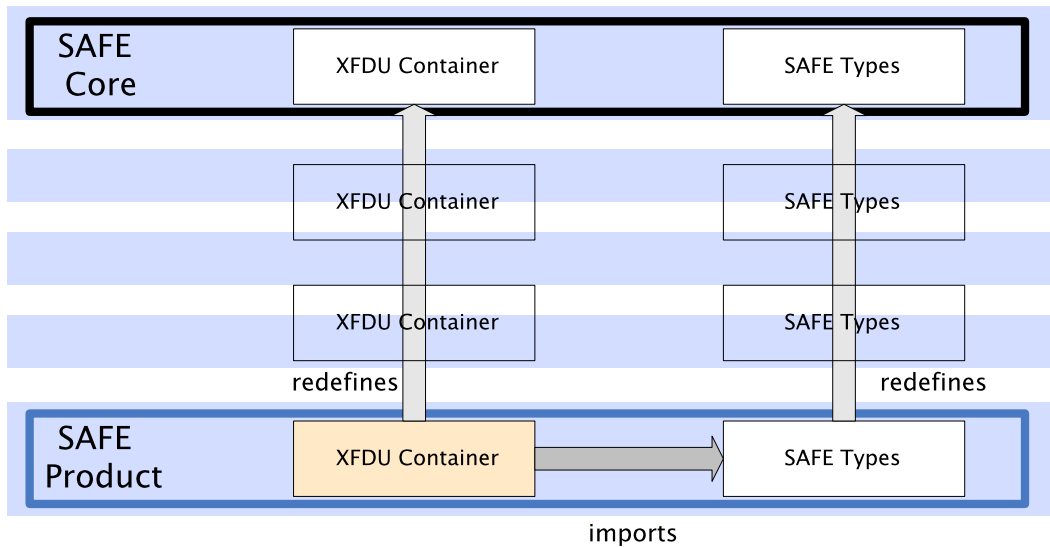 SAFE
Core
XFDU Container
SAFE Types
XFDU Container
SAFE Types
XFDU Container
SAFE Types
redefines
redefines
SAFE
Product
XFDU Container
SAFE Types
imports